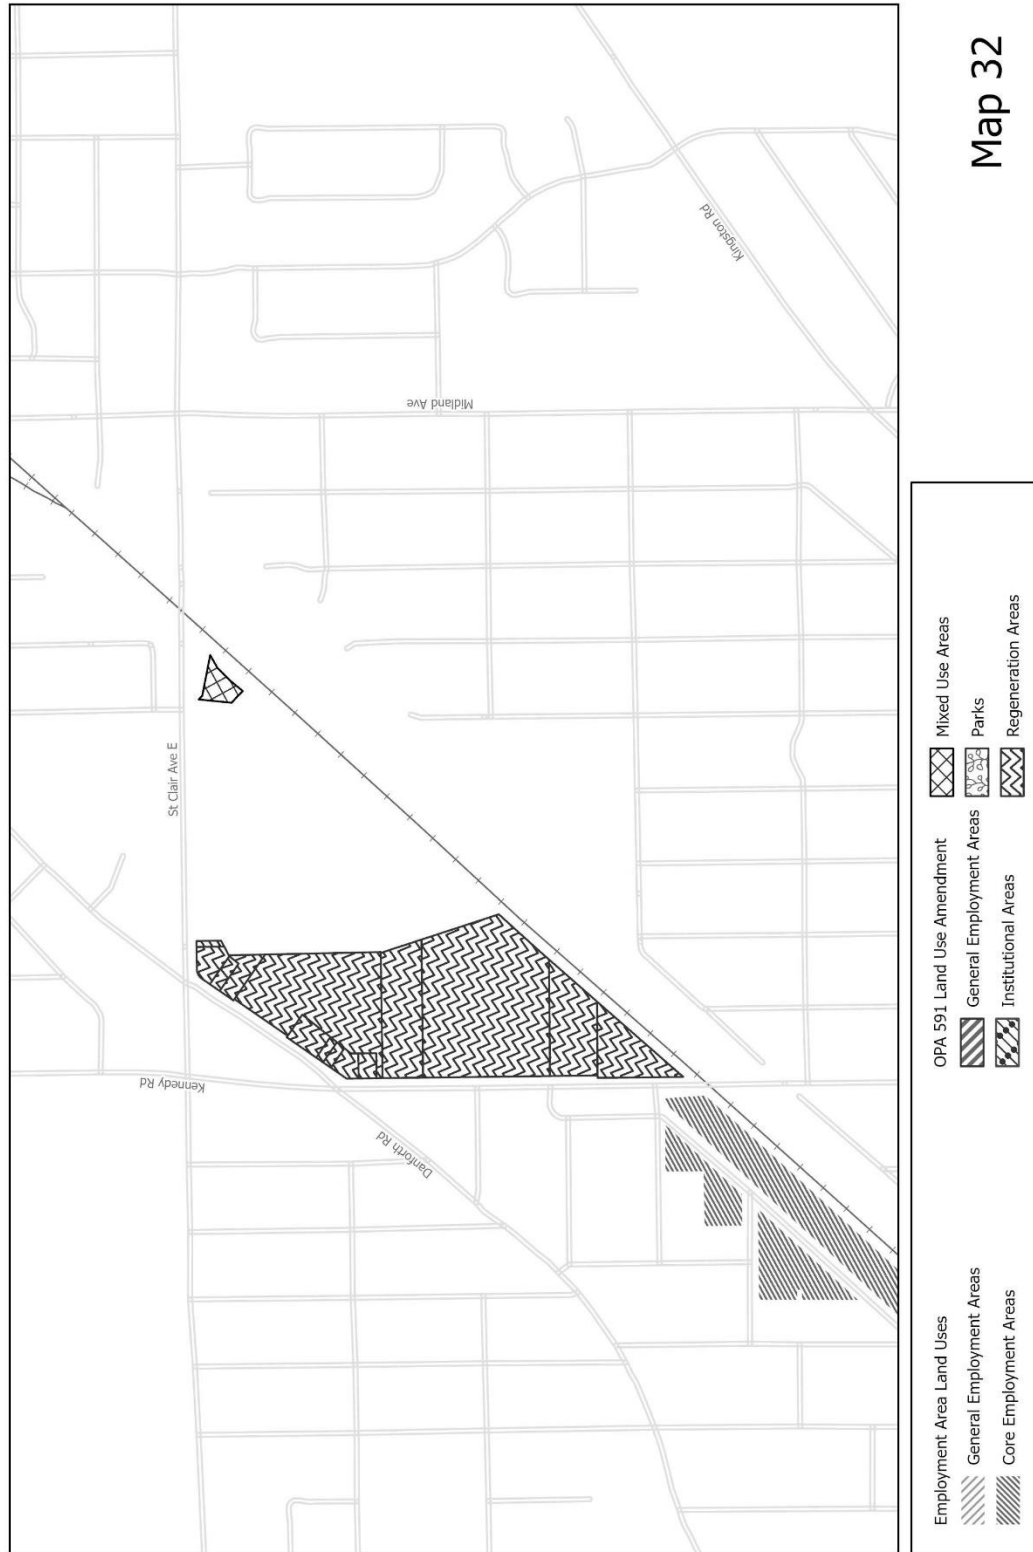 Kingston Rd
Midland Ave
St Clair Ave E
Kennedy Rd
Danforth Rd
Map 32
Employment Area Land Uses
General Employment Areas
Core Employment Areas
OPA 591 Land Use Amendment
General Employment Areas
Institutional Areas
Mixed Use Areas
Parks
Regeneration Areas